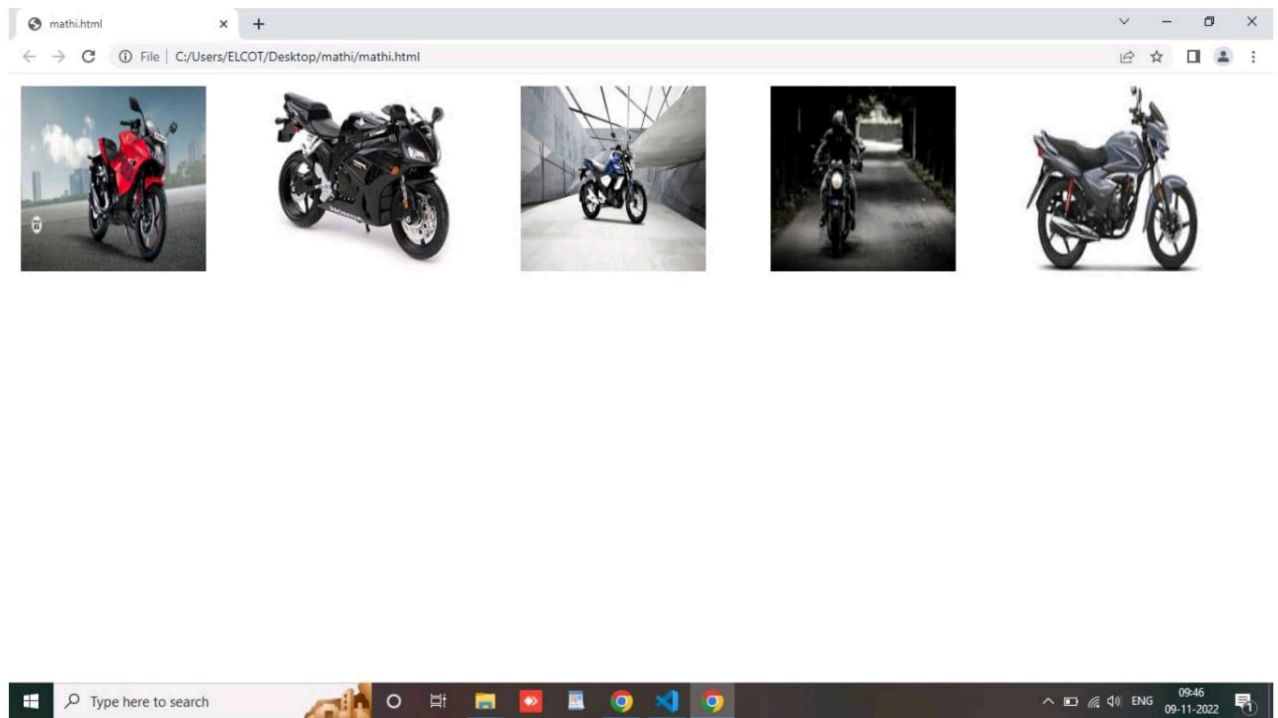 mathi.html
File
C:/Users/ELCOT/Desktop/mathi/mathi.html
Type here to search
ENG
09:46
09-11-2022
1